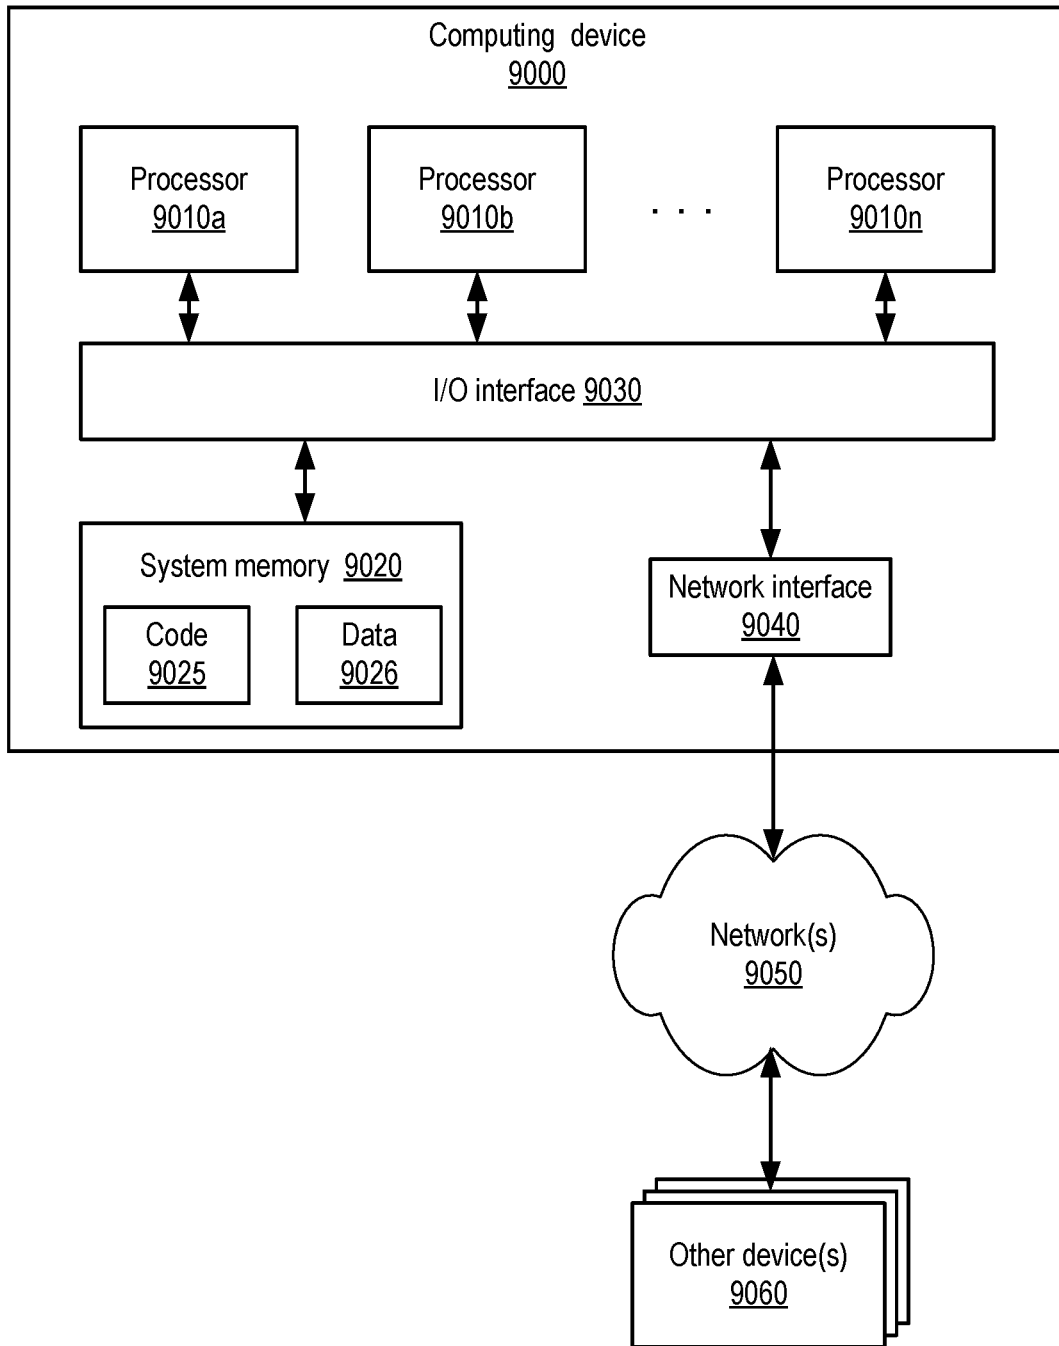 Computing device
9000
Processor
9010a
Processor
9010b
. . .
Processor
9010n
I/O interface 9030
System memory 9020
Code
9025
Data
9026
Network interface
9040
Network(s)
9050
Other device(s)
9060